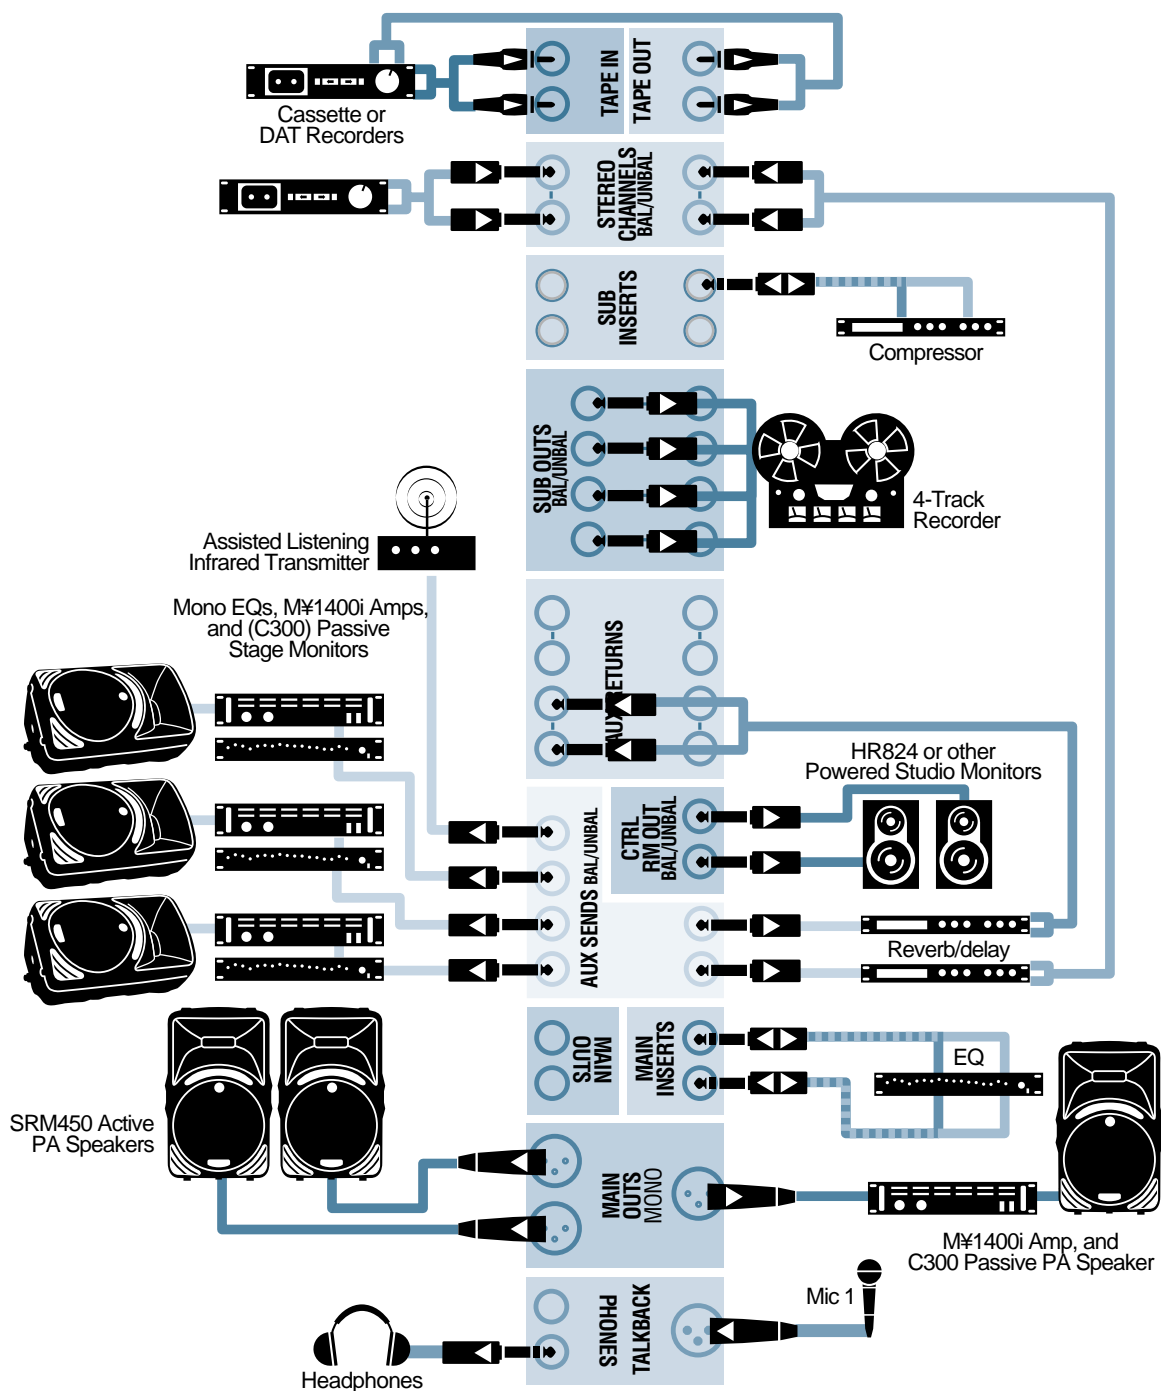 TAPE IN
TAPE OUT
Cassette or
DAT Recorders
STEREO
CHANNELS
BAL/UNBAL
SUB
INSERTS
Compressor
SUB OUTS
BAL/UNBAL
4-Track
Recorder
Assisted Listening
Infrared Transmitter
Mono EQs, M¥1400i Amps,
and (C300) Passive
Stage Monitors
AUX RETURNS
HR824 or other
Powered Studio Monitors
CTRL
RM OUT
BAL/UNBAL
AUX SENDS BAL/UNBAL
Reverb/delay
MAIN
OUTS
MAIN
INSERTS
EQ
SRM450 Active
PA Speakers
MAIN
OUTS
MONO
M¥1400i Amp, and
C300 Passive PA Speaker
Mic 1
PHONES
TALKBACK
Headphones